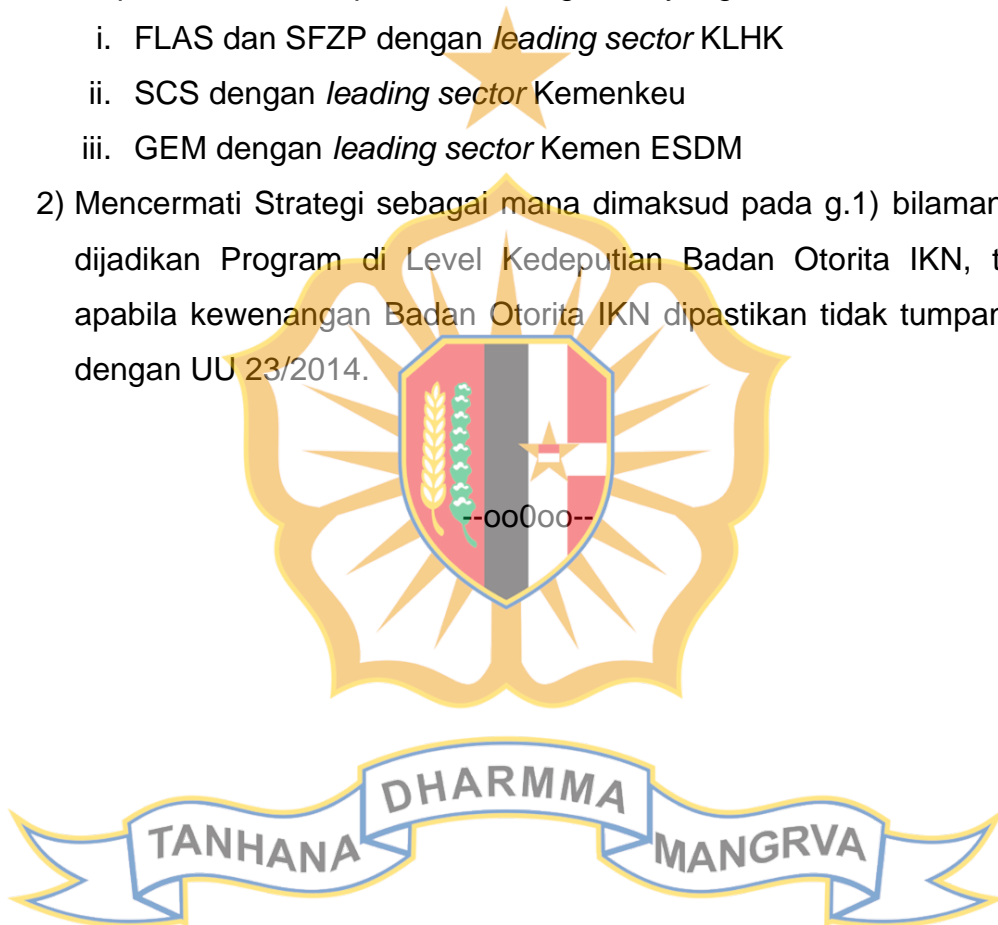 i. FLAS dan SFZP dengan leading sector KLHK
ii. SCS dengan leading sector Kemenkeu
iii. GEM dengan leading sector Kemen ESDM
2) Mencermati Strategi sebagai mana dimaksud pada g.1) bilaman
dijadikan Program di Level Kedeputian Badan Otorita IKN, t
apabila kewenangan Badan Otorita IKN dipastikan tidak tumpar
dengan UU 23/2014.
--oo0oo--
TANHANA DHARMMA MANGRVA